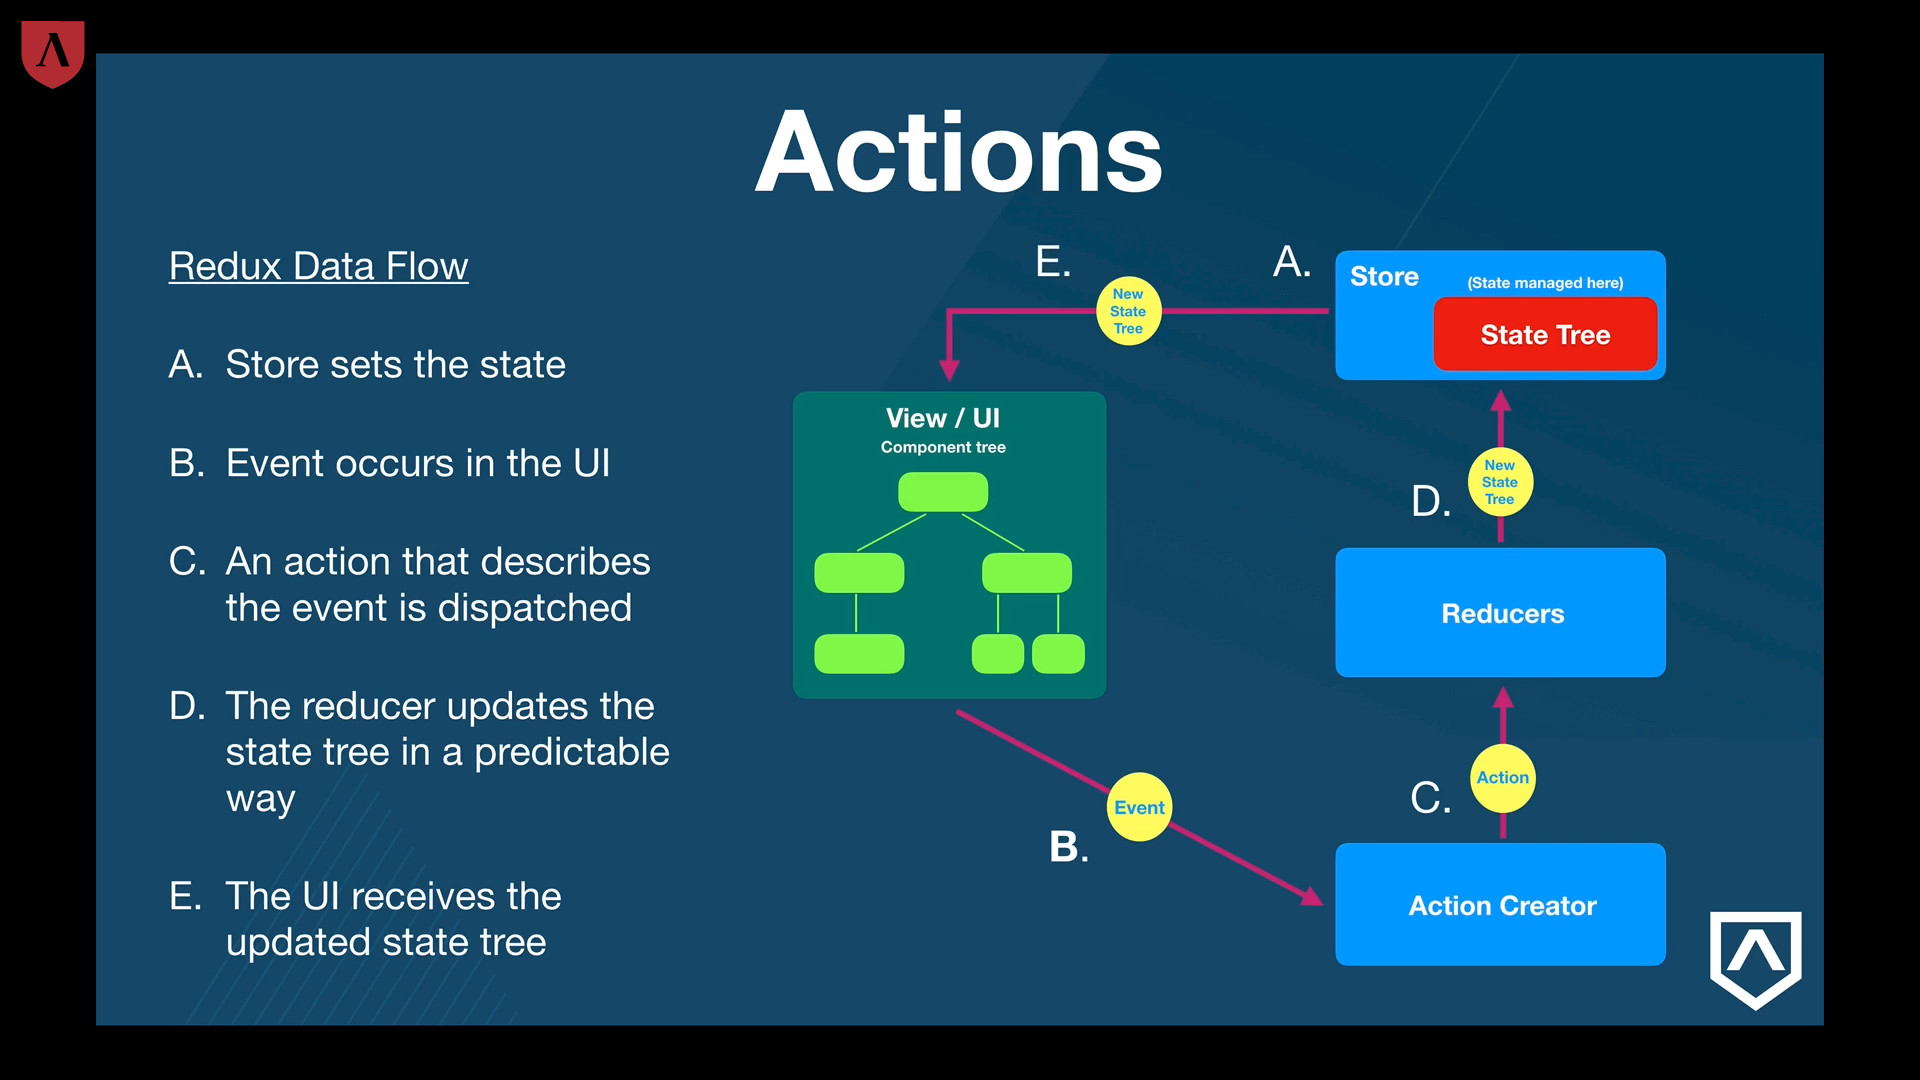 Actions
Redux Data Flow
A. Store sets the state
B. Event occurs in the UI
C. An action that describes
the event is dispatched
D. The reducer updates the
state tree in a predictable
way
E. The UI receives the
updated state tree
E.
A.
New
State
Tree
Store
(State managed here)
State Tree
View / UI
Component tree
D.
New
State
Tree
Reducers
C.
Action
B.
Event
Action Creator